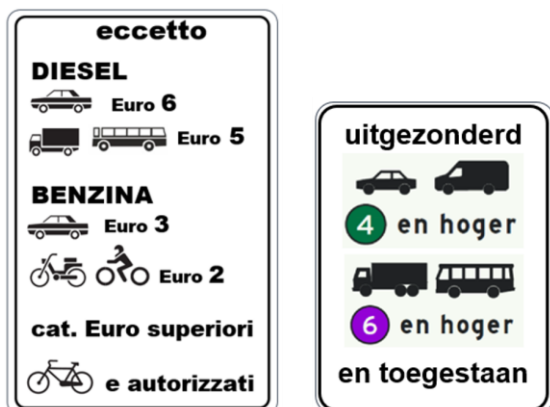 eccetto
DIESEL
Euro 6
Euro 5
BENZINA
Euro 3
Euro 2
cat. Euro superiori
e autorizzati
uitgezonderd
4 en hoger
6 en hoger
en toegestaan